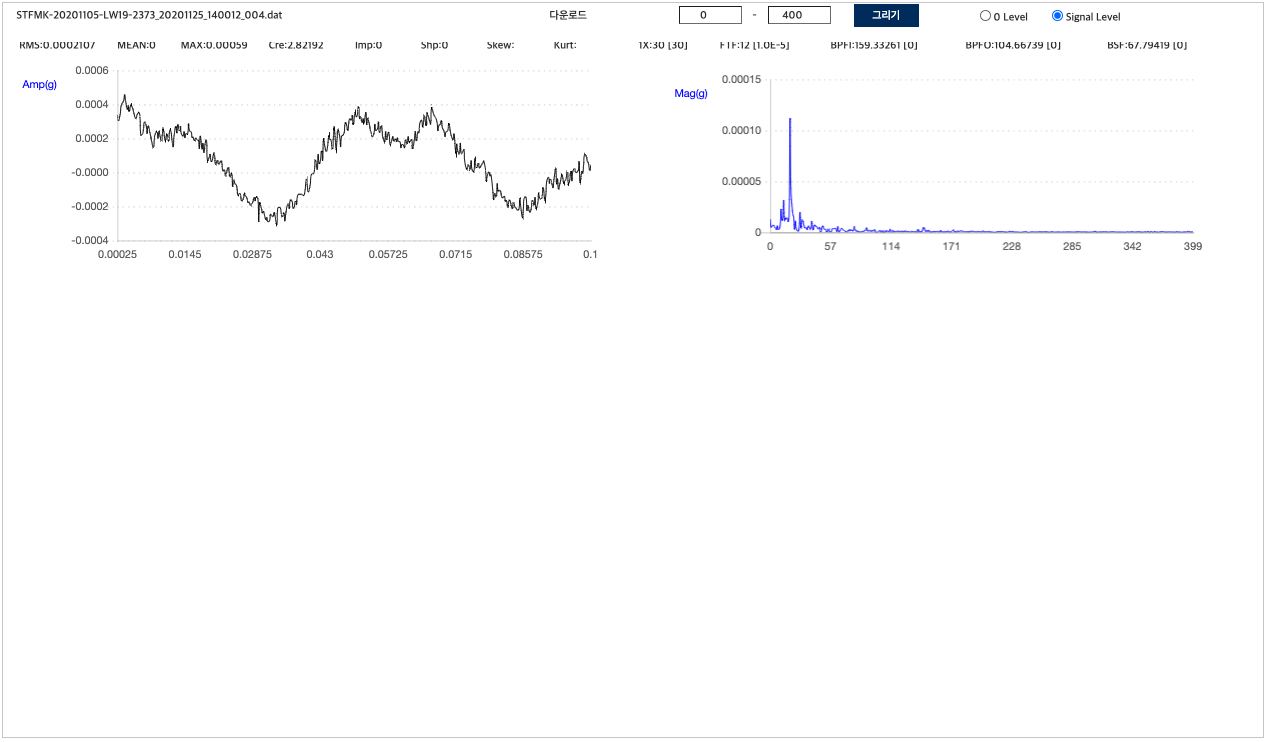 STFMK-20201105-LW19-2373_20201125_140012_004.dat 다운로드 0 - 400 그리기 0 Level Signal Level
RMS:0.0002107 MEAN:0 MAX:0.00059 Cre:2.82192 Imp:0 Shp:0 Skew: Kurt: 1X:30 [30] FTF:12 [1.0E-5] BPFI:159.33261 [0] BPFO:104.66739 [0] BSF:67.79419 [0]
Amp(g)
0.0006
0.0004
0.0002
-0.0000
-0.0002
-0.0004
0.00025 0.0145 0.02875 0.043 0.05725 0.0715 0.08575 0.1
Mag(g)
0.00015
0.00010
0.00005
0
0 57 114 171 228 285 342 399